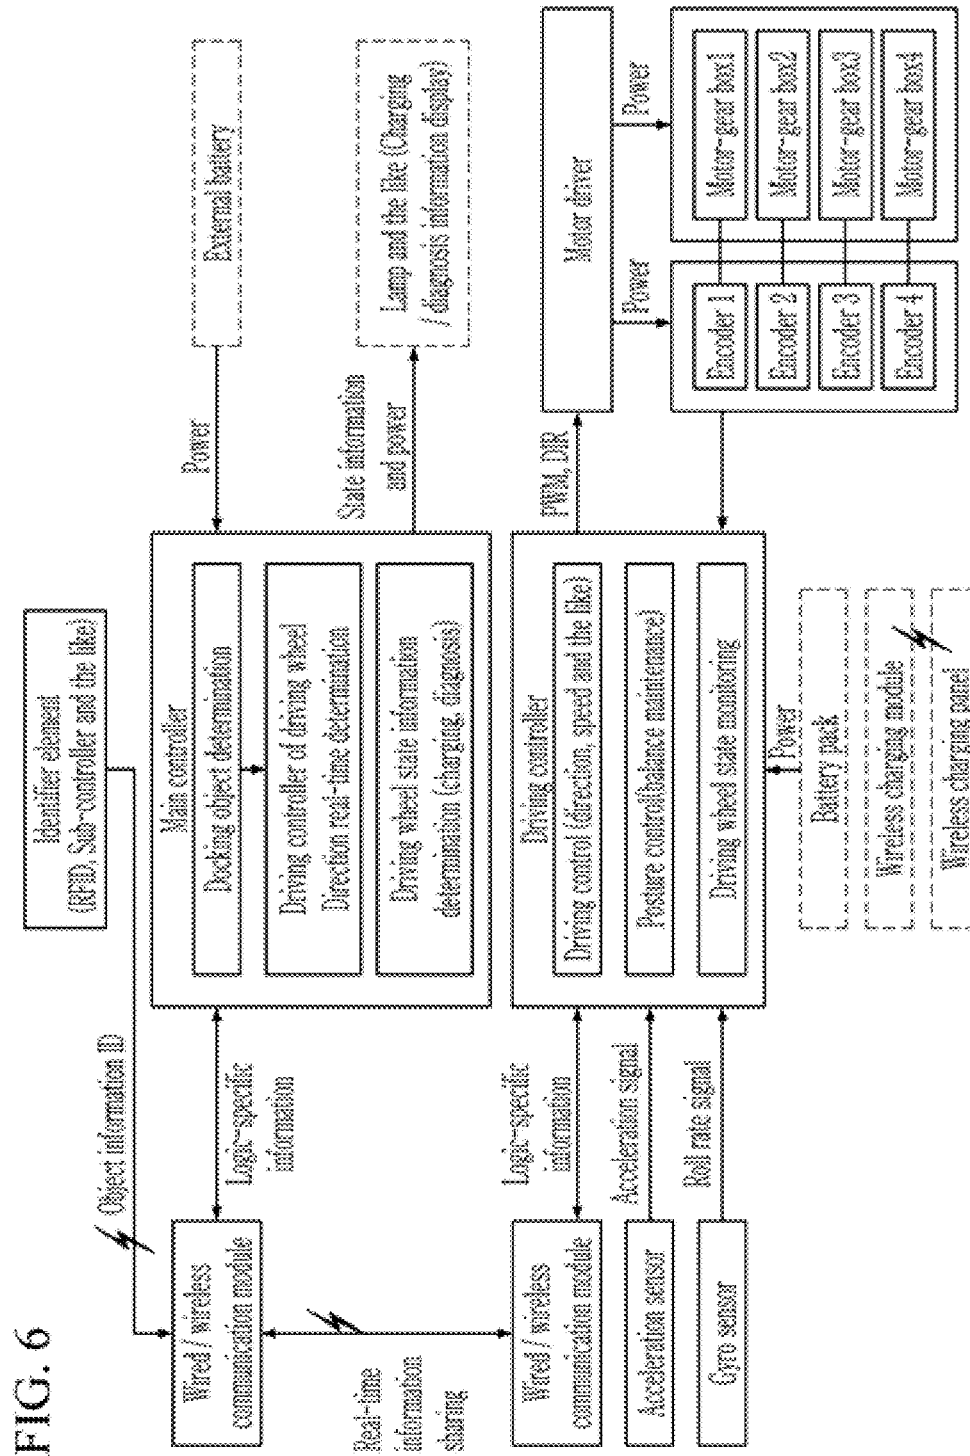 FIG. 6
Identifier element
(RFID, Sub-controller and the like)
Object information ID
Wired / wireless
communication module
Logic-specific
information
Main controller
Docking object determination
Driving controller of driving wheel
Direction real-time determination
Driving wheel state information
determination (charging, diagnosis)
Power
External battery
State information
and power
Lamp and the like (Charging
/ diagnosis information display)
Real-time
information
sharing
Wired / wireless
communication module
Logic-specific
information
Acceleration sensor
Acceleration signal
Gyro sensor
Roll rate signal
Driving controller
Driving control (direction, speed and the like)
Posture control(balance maintenance)
Driving wheel state monitoring
PWM, DIR
Motor driver
Power
Power
Encoder 1
Encoder 2
Encoder 3
Encoder 4
Motor-gear box1
Motor-gear box2
Motor-gear box3
Motor-gear box4
Power
Battery pack
Wireless charging module
Wireless charging panel